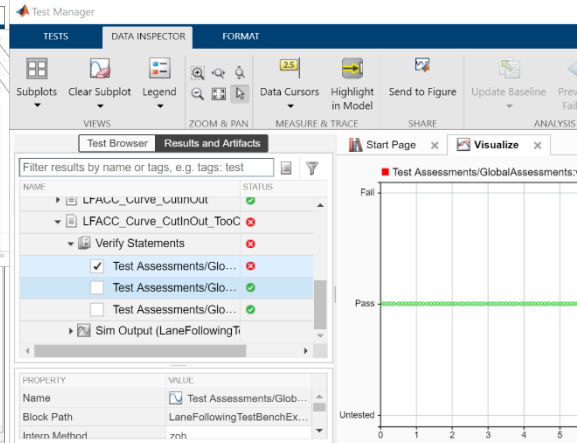 Test Manager
TESTS DATA INSPECTOR FORMAT
2.5
Subplots Clear Subplot Legend Data Cursors Highlight in Model Send to Figure Update Baseline
VIEWS ZOOM & PAN MEASURE & TRACE SHARE ANALYSIS
Test Browser Results and Artifacts Start Page Visualize
Filter results by name or tags, e.g. tags: test
NAME STATUS
LFACC_Curve_CutInOut
LFACC_Curve_CutInOut_TooC
Verify Statements
Test Assessments/Glo...
Test Assessments/Glo...
Test Assessments/Glo...
Sim Output (LaneFollowingTe
PROPERTY VALUE
Name Test Assessments/Glob...
Block Path LaneFollowingTestBenchEx...
Interp Method zoh
Test Assessments/GlobalAssessments:
Fail
Pass
Untested
0 1 2 3 4 5